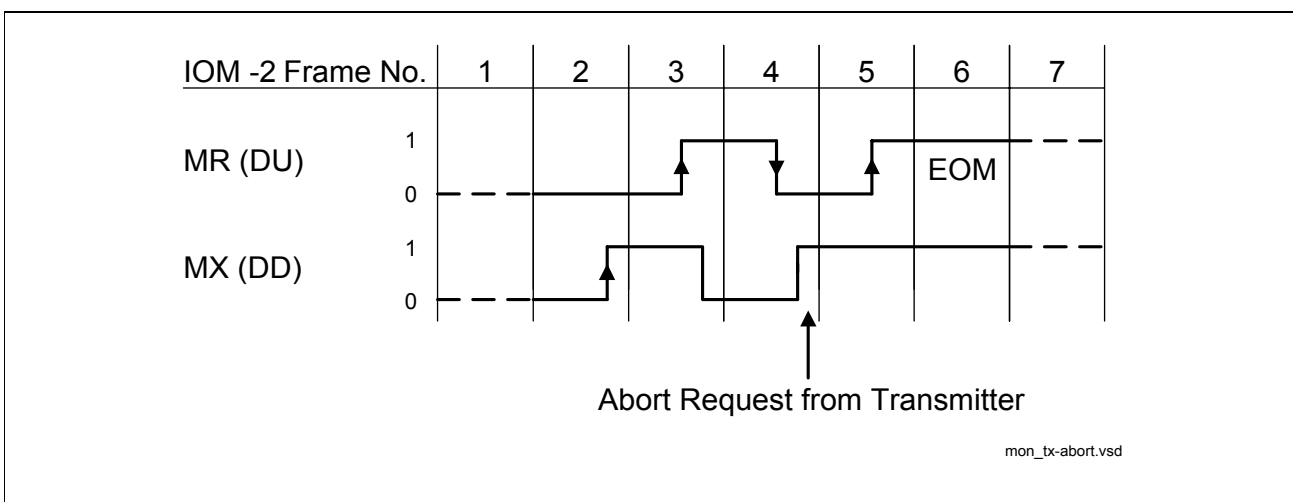 IOM -2 Frame No. 1 2 3 4 5 6 7
1
MR (DU)
0
EOM
1
MX (DD)
0
Abort Request from Transmitter
mon_tx-abort.vsd